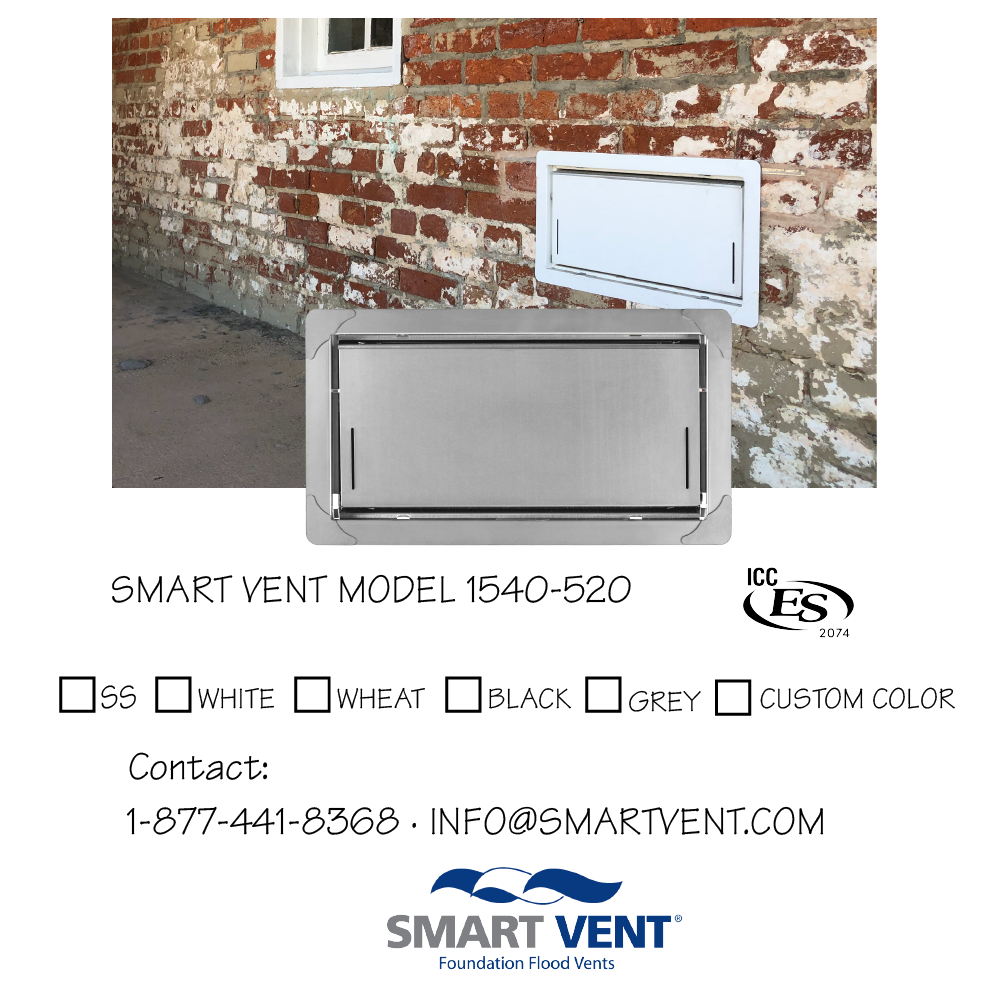 SMART VENT MODEL 1540-520
ICC
ES
2074
SS WHITE WHEAT BLACK GREY CUSTOM COLOR
Contact:
1-877-441-8368 · INFO@SMARTVENT.COM
SMART VENT®
Foundation Flood Vents